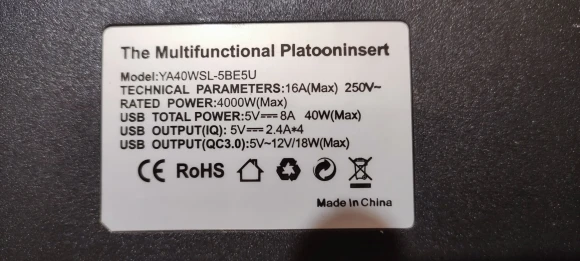 The Multifunctional Platooninsert
Model:YA40WSL-5BE5U
TECHNICAL PARAMETERS:16A(Max) 250V~
RATED POWER:4000W(Max)
USB TOTAL POWER:5V⎓8A 40W(Max)
USB OUTPUT(IQ): 5V⎓2.4A*4
USB OUTPUT(QC3.0):5V~12V/18W(Max)
CE RoHS
Made in China